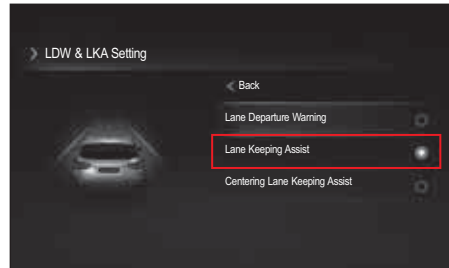 LDW & LKA Setting
Back
Lane Departure Warning
Lane Keeping Assist
Centering Lane Keeping Assist